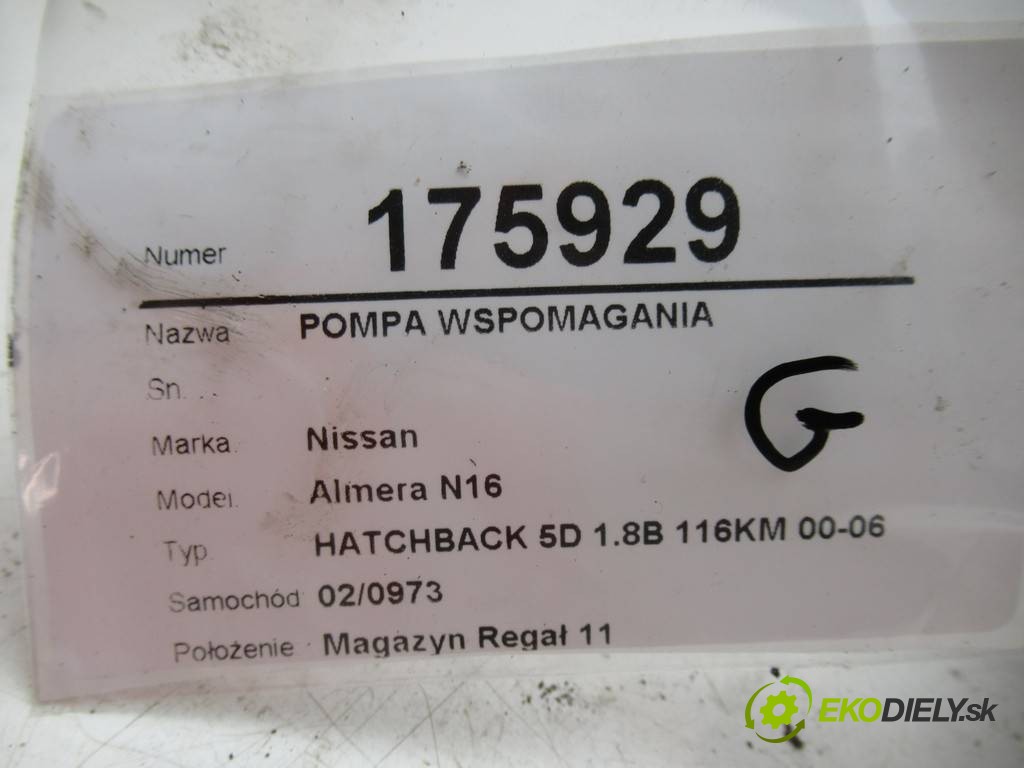 Numer 175929
Nazwa POMPA WSPOMAGANIA
Sn.
G
Marka Nissan
Model Almera N16
Typ HATCHBACK 5D 1.8B 116KM 00-06
Samochód 02/0973
Położenie Magazyn Regał 11
EKODIELY.sk